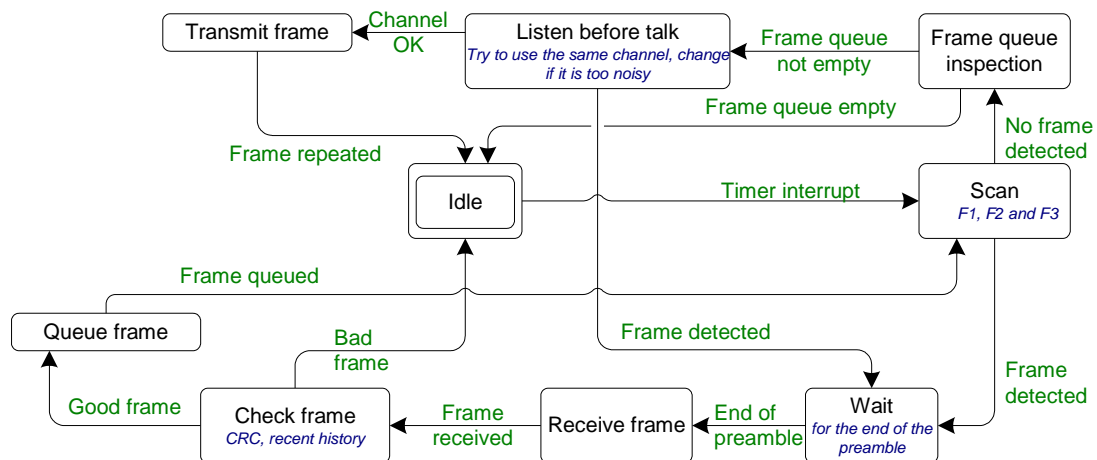 Transmit frame
Channel
OK
Listen before talk
Try to use the same channel, change
if it is too noisy
Frame queue
not empty
Frame queue
inspection
Frame queue empty
No frame
detected
Frame repeated
Idle
Timer interrupt
Scan
F1, F2 and F3
Frame queued
Queue frame
Bad
frame
Frame detected
Frame
detected
Good frame
Check frame
CRC, recent history
Frame
received
Receive frame
End of
preamble
Wait
for the end of the
preamble